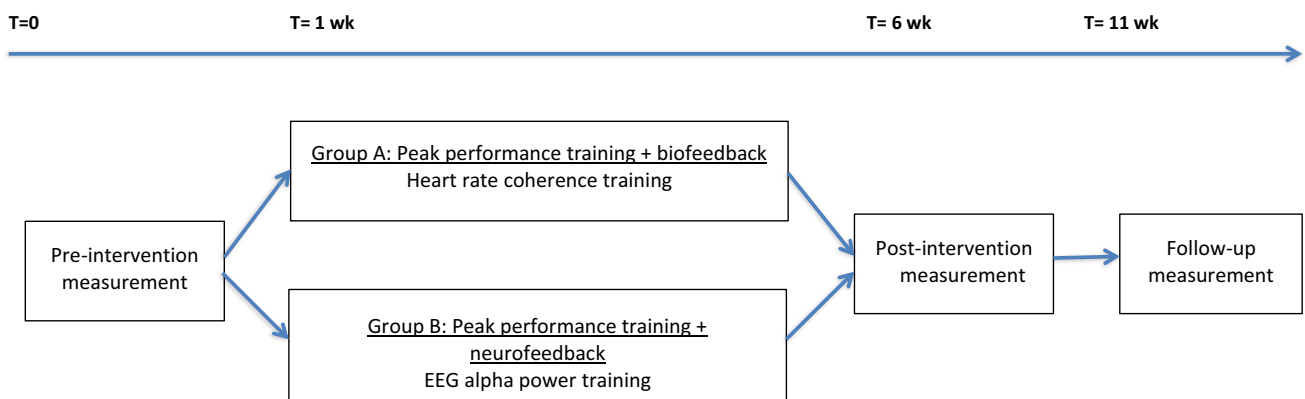 T=0 T= 1 wk T= 6 wk T= 11 wk
Group A: Peak performance training + biofeedback
Heart rate coherence training
Pre-intervention
measurement
Group B: Peak performance training +
neurofeedback
EEG alpha power training
Post-intervention
measurement
Follow-up
measurement